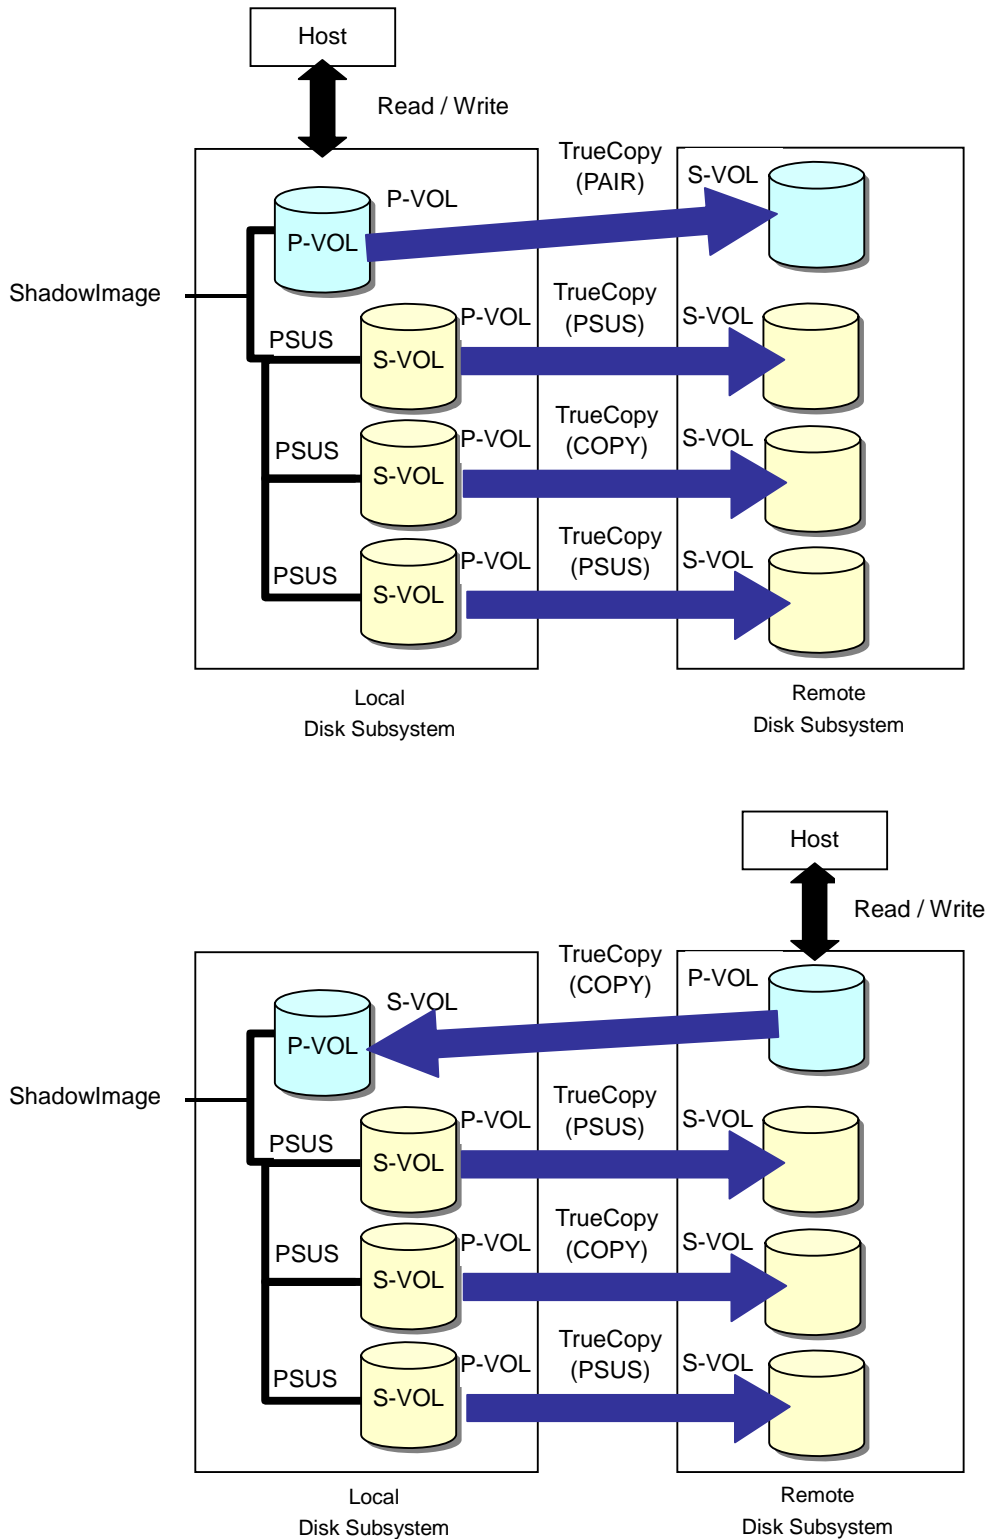 Host
Read / Write
TrueCopy
(PAIR)
S-VOL
P-VOL
P-VOL
ShadowImage
TrueCopy
(PSUS)
P-VOL
S-VOL
PSUS
S-VOL
TrueCopy
(COPY)
P-VOL
S-VOL
PSUS
S-VOL
TrueCopy
(PSUS)
P-VOL
S-VOL
PSUS
S-VOL
Local
Disk Subsystem
Remote
Disk Subsystem
Host
Read / Write
TrueCopy
(COPY)
P-VOL
S-VOL
P-VOL
ShadowImage
TrueCopy
(PSUS)
P-VOL
S-VOL
PSUS
S-VOL
TrueCopy
(COPY)
P-VOL
S-VOL
PSUS
S-VOL
TrueCopy
(PSUS)
P-VOL
S-VOL
PSUS
S-VOL
Local
Disk Subsystem
Remote
Disk Subsystem